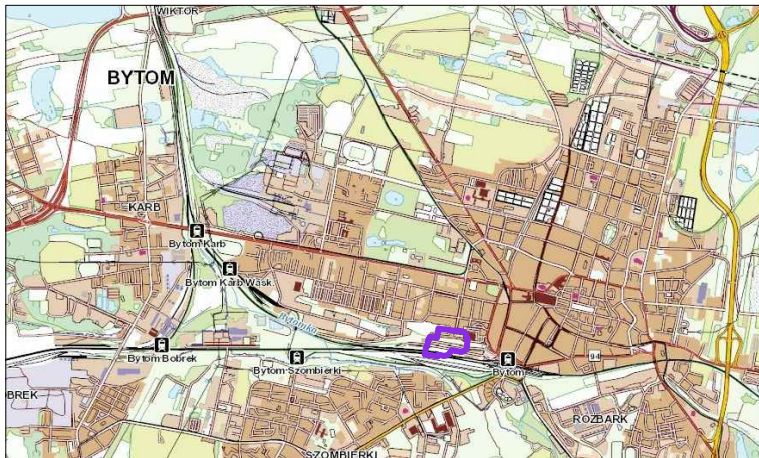 WIKTOR
BYTOM
KARB
Bytom Karb
Bytom Karb Wąsk.
Bytomka
Bytom Bobrek
Bytom Szombierki
Bytom
94
BREK
ROZBARK
SZOMBIERKI